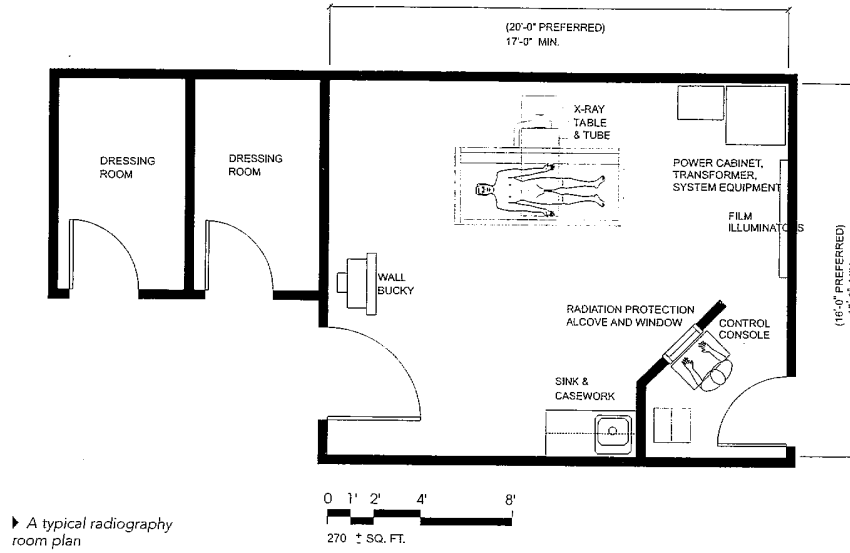 (20'-0" PREFERRED)
17'-0" MIN.
X-RAY
TABLE
& TUBE
DRESSING
ROOM
DRESSING
ROOM
POWER CABINET,
TRANSFORMER,
SYSTEM EQUIPMENT
FILM
ILLUMINATORS
(16'-0" PREFERRED)
WALL
BUCKY
RADIATION PROTECTION
ALCOVE AND WINDOW
CONTROL
CONSOLE
SINK &
CASEWORK
0 1' 2' 4' 8'
270 ± SQ. FT.
A typical radiography
room plan